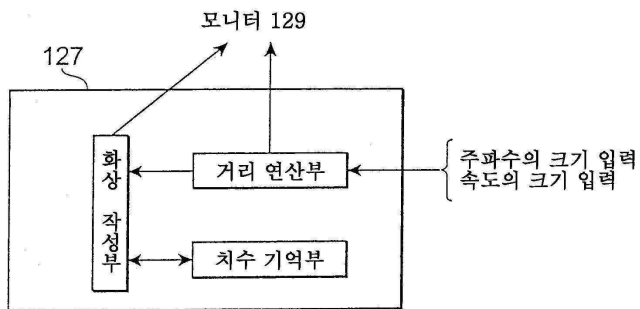 모니터 129
127
화상 작성부
거리 연산부
주파수의 크기 입력
속도의 크기 입력
치수 기억부